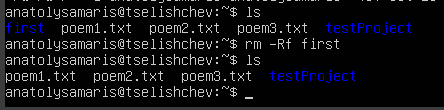 anatolysamaris@tselishchev:~$ ls
first  poem1.txt  poem2.txt  poem3.txt  testProject
anatolysamaris@tselishchev:~$ rm -Rf first
anatolysamaris@tselishchev:~$ ls
poem1.txt  poem2.txt  poem3.txt  testProject
anatolysamaris@tselishchev:~$ _